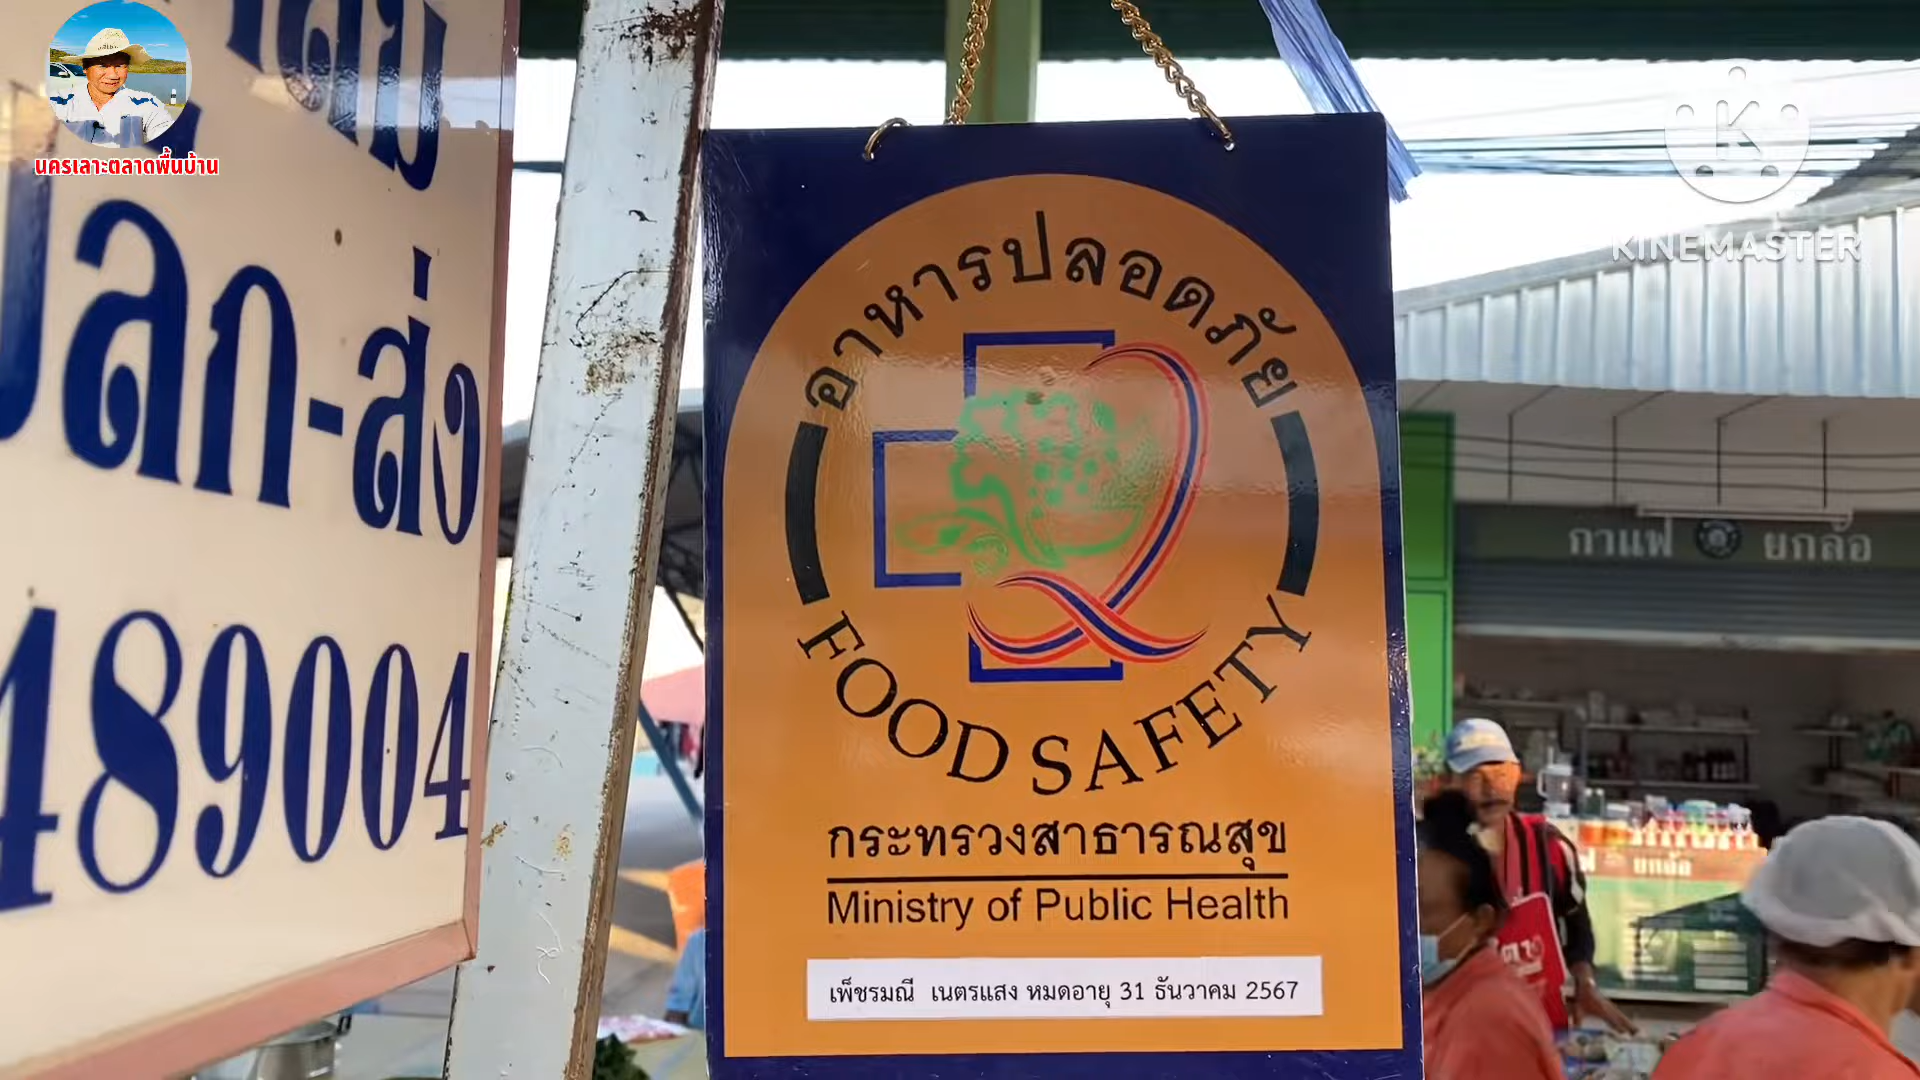 นครเลาะตลาดพื้นบ้าน
ปลีก-ส่ง
489004
KINEMASTER
อาหารปลอดภัย
FOOD SAFETY
กระทรวงสาธารณสุข
Ministry of Public Health
เพ็ชรมณี เนตรแสง หมดอายุ 31 ธันวาคม 2567
กาแฟ ยกล้อ
ยกล้อ